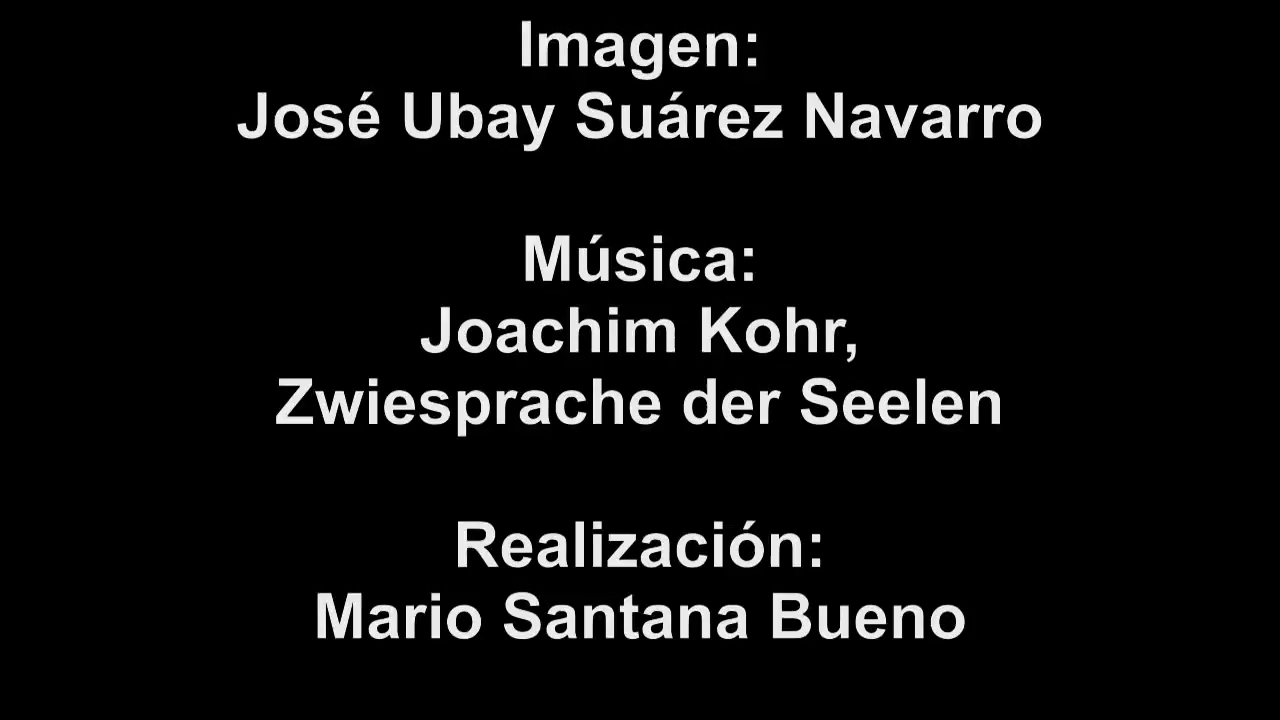 Imagen:
José Ubay Suárez Navarro
Música:
Joachim Kohr,
Zwiesprache der Seelen
Realización:
Mario Santana Bueno